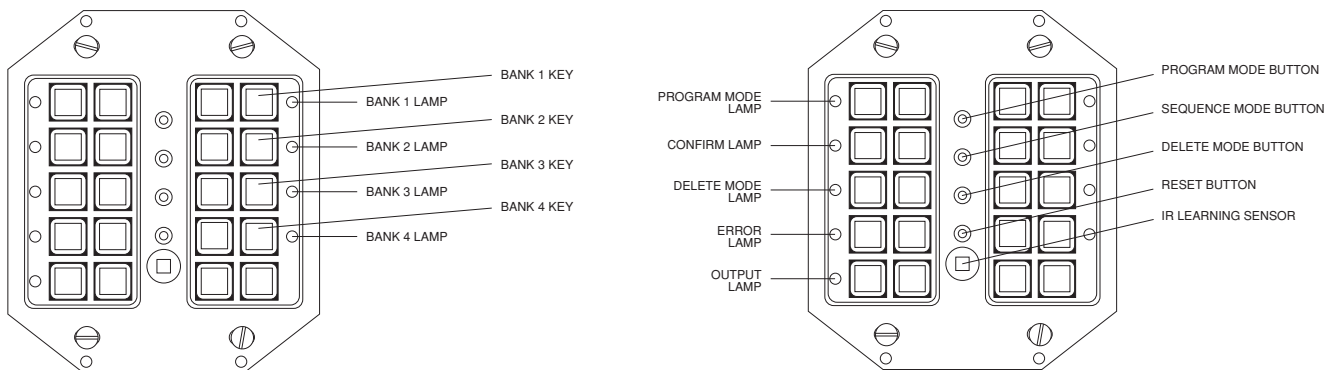 BANK 1 KEY
BANK 1 LAMP
BANK 2 KEY
BANK 2 LAMP
BANK 3 KEY
BANK 3 LAMP
BANK 4 KEY
BANK 4 LAMP
PROGRAM MODE
LAMP
CONFIRM LAMP
DELETE MODE
LAMP
ERROR
LAMP
OUTPUT
LAMP
PROGRAM MODE BUTTON
SEQUENCE MODE BUTTON
DELETE MODE BUTTON
RESET BUTTON
IR LEARNING SENSOR